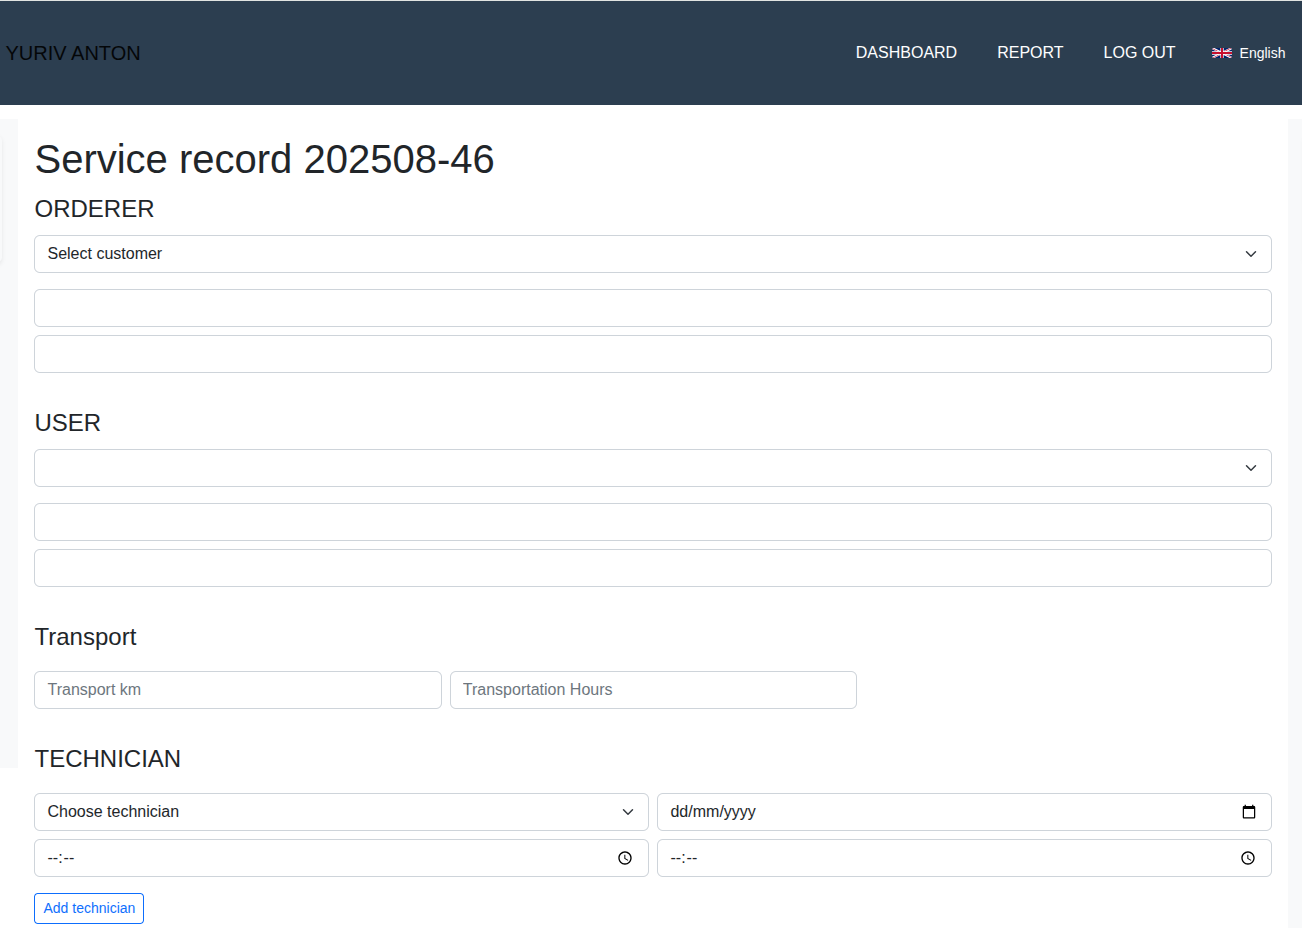 YURIV ANTON
DASHBOARD REPORT LOG OUT English
Service record 202508-46
ORDERER
Select customer
USER
Transport
Transport km Transportation Hours
TECHNICIAN
Choose technician dd/mm/yyyy
--:-- --:--
Add technician